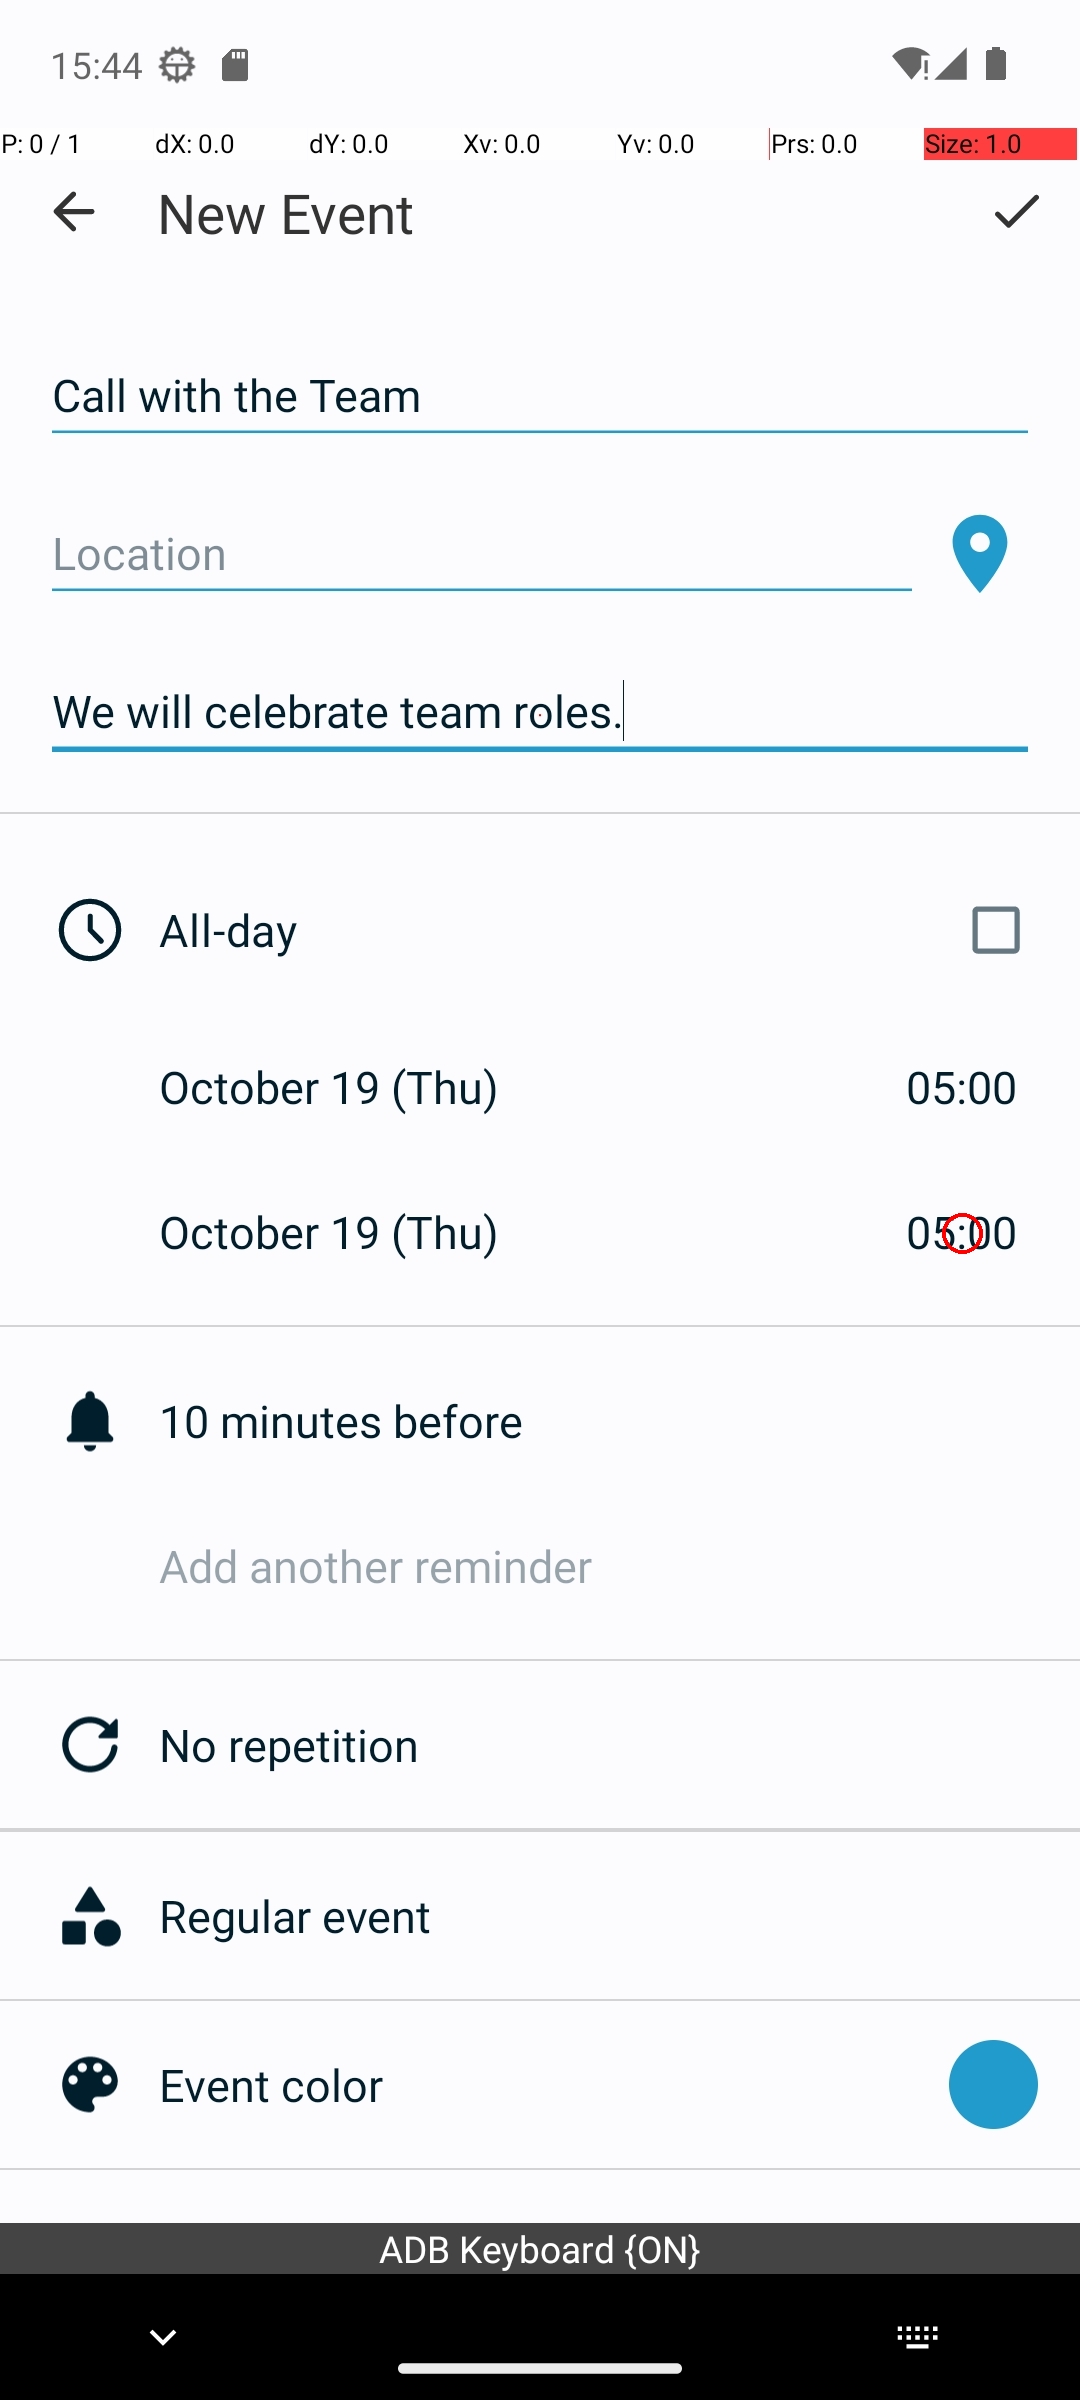 15:44
P: 0 / 1 dX: 0.0 dY: 0.0 Xv: 0.0 Yv: 0.0 Prs: 0.0 Size: 1.0
New Event
Call with the Team
Location
We will celebrate team roles.
All-day
October 19 (Thu) 05:00
October 19 (Thu) 05:00
10 minutes before
Add another reminder
No repetition
Regular event
Event color
ADB Keyboard {ON}